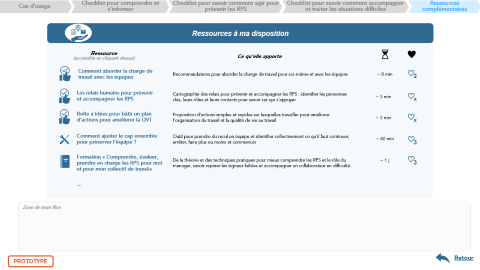 Cas d'usage
Checklist pour comprendre et
s'informer
Checklist pour savoir comment agir pour
prévenir les RPS
Checklist pour savoir comment accompagner
et traiter les situations difficiles
Ressources
complémentaires
Ressources à ma disposition
Ressource
(accessible en cliquant dessus)
Ce qu'elle apporte
Comment aborder la charge de
travail avec les équipes
Recommandations pour aborder la charge de travail pour soi-même et avec les équipes
~ 8 min
2
Les relais humains pour prévenir
et accompagner les RPS
Cartographie des relais pour prévenir et accompagner les RPS : identifier les personnes
clés, leurs rôles et leurs contacts pour savoir sur qui s'appuyer
~ 3 min
x
Boîte à idées pour bâtir un plan
d'actions pour améliorer la QVT
Proposition d'actions simples et rapides sur lesquelles travailler pour améliorer
l'organisation du travail et la qualité de vie au travail
~ 3 min
x
Comment ajuster le cap ensemble
pour préserver l'équipe ?
Outil pour prendre du recul en équipe et identifier collectivement ce qu'il faut continuer,
arrêter, faire plus ou moins et commencer
~ 60 min
3
Formation « Comprendre, évaluer,
prendre en charge les RPS pour moi
et pour mon collectif de travail»
De la théorie et des techniques pratiques pour mieux comprendre les RPS et le rôle du
manager, savoir repérer les signaux faibles et accompagner un collaborateur en difficulté
~ 1 j
3
...
Zone de texte libre
PROTOTYPE
Retour